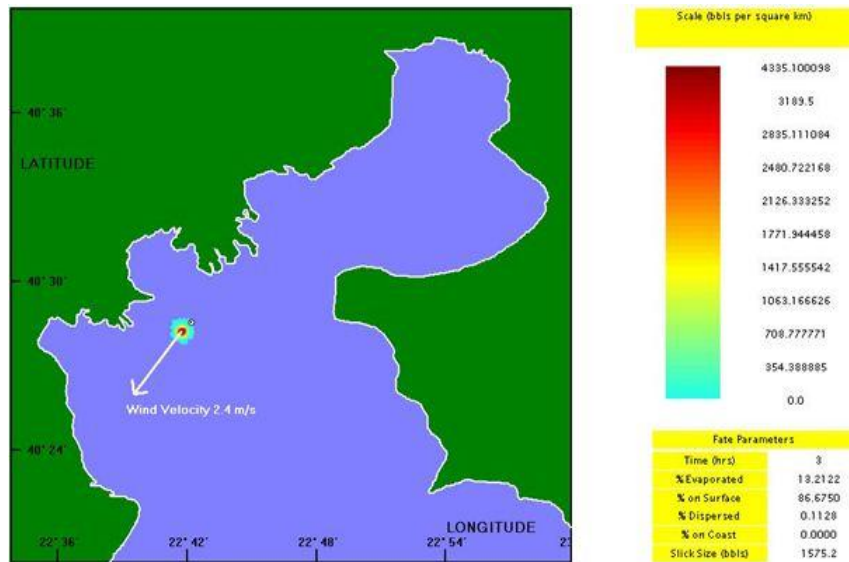 Scale (bbls per square km)
4335.100098
3189.5
2835.111084
2480.722168
2126.333252
1771.944458
1417.555542
1063.166626
708.777771
354.388885
0.0
40° 36'
LATITUDE
40° 30'
Wind Velocity 2.4 m/s
40° 24'
LONGITUDE
22° 36' 22° 42' 22° 48' 22° 54' 23
Fate Parameters
Time (hrs) 3
% Evaporated 13.2122
% on Surface 86.6750
% Dispersed 0.1128
% on Coast 0.0000
Slick Size (bbls) 1575.2